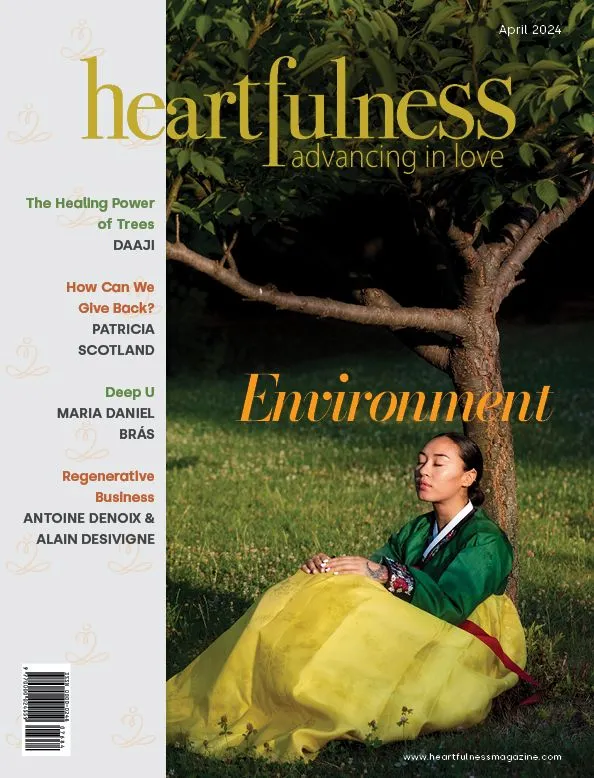 April 2024
heartfulness
advancing in love
The Healing Power
of Trees
DAAJI
How Can We
Give Back?
PATRICIA
SCOTLAND
Deep U
MARIA DANIEL
BRÁS
Regenerative
Business
ANTOINE DENOIX &
ALAIN DESIVIGNE
Environment
www.heartfulnessmagazine.com